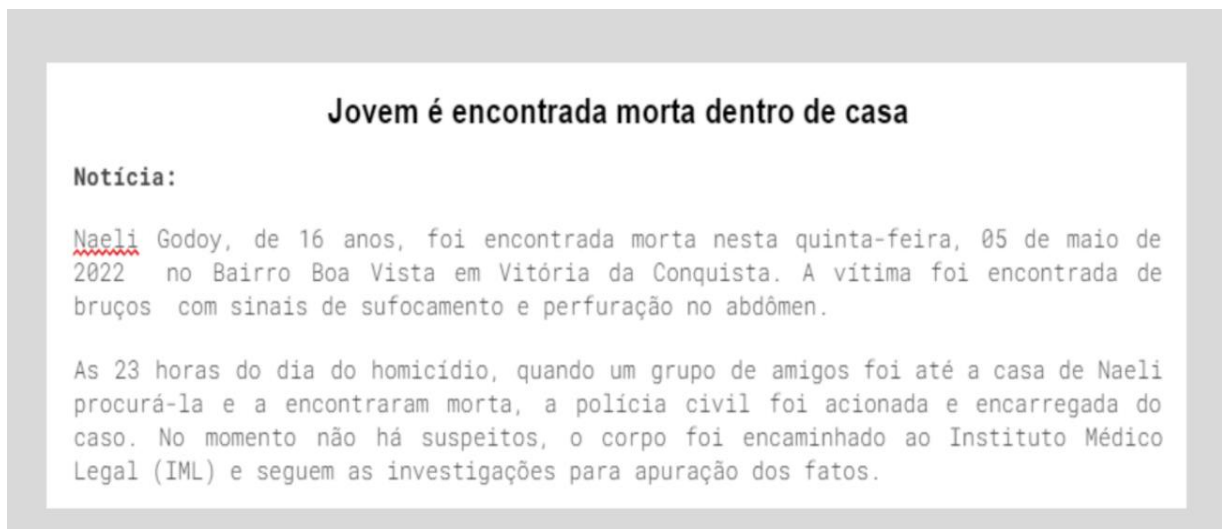 Jovem é encontrada morta dentro de casa
Notícia:
Naeli Godoy, de 16 anos, foi encontrada morta nesta quinta-feira, 05 de maio de
2022 no Bairro Boa Vista em Vitória da Conquista. A vítima foi encontrada de
bruços com sinais de sufocamento e perfuração no abdômen.
As 23 horas do dia do homicídio, quando um grupo de amigos foi até a casa de Naeli
procurá-la e a encontraram morta, a polícia civil foi acionada e encarregada do
caso. No momento não há suspeitos, o corpo foi encaminhado ao Instituto Médico
Legal (IML) e seguem as investigações para apuração dos fatos.